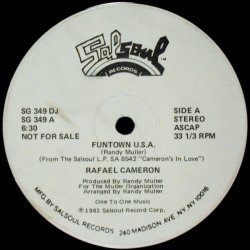 Salsoul
RECORDS
SG 349 DJ
SG 349 A
6:30
NOT FOR SALE
SIDE A
STEREO
ASCAP
33 1/3 RPM
FUNTOWN U.S.A.
(Randy Muller)
(From The Salsoul L.P. SA 8542 "Cameron's In Love")
RAFAEL CAMERON
Produced By Randy Muller
For The Muller Organization
Arranged By Randy Muller
One To One Music
℗ 1981 Salsoul Record Corp.
MFG. BY SALSOUL RECORDS 240 MADISON AVE. NY, NY 10016